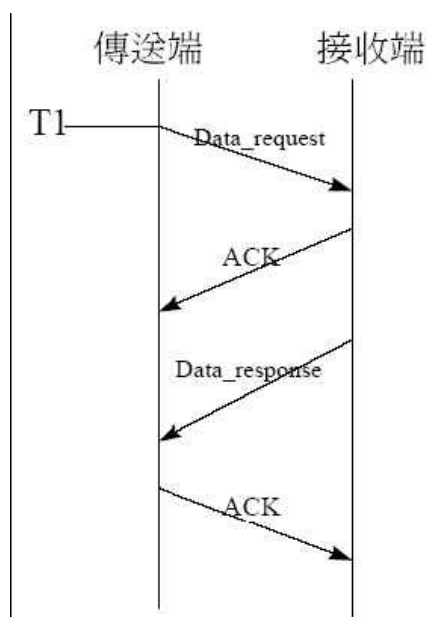 傳送端 接收端
T1
Data_request
ACK
Data_response
ACK